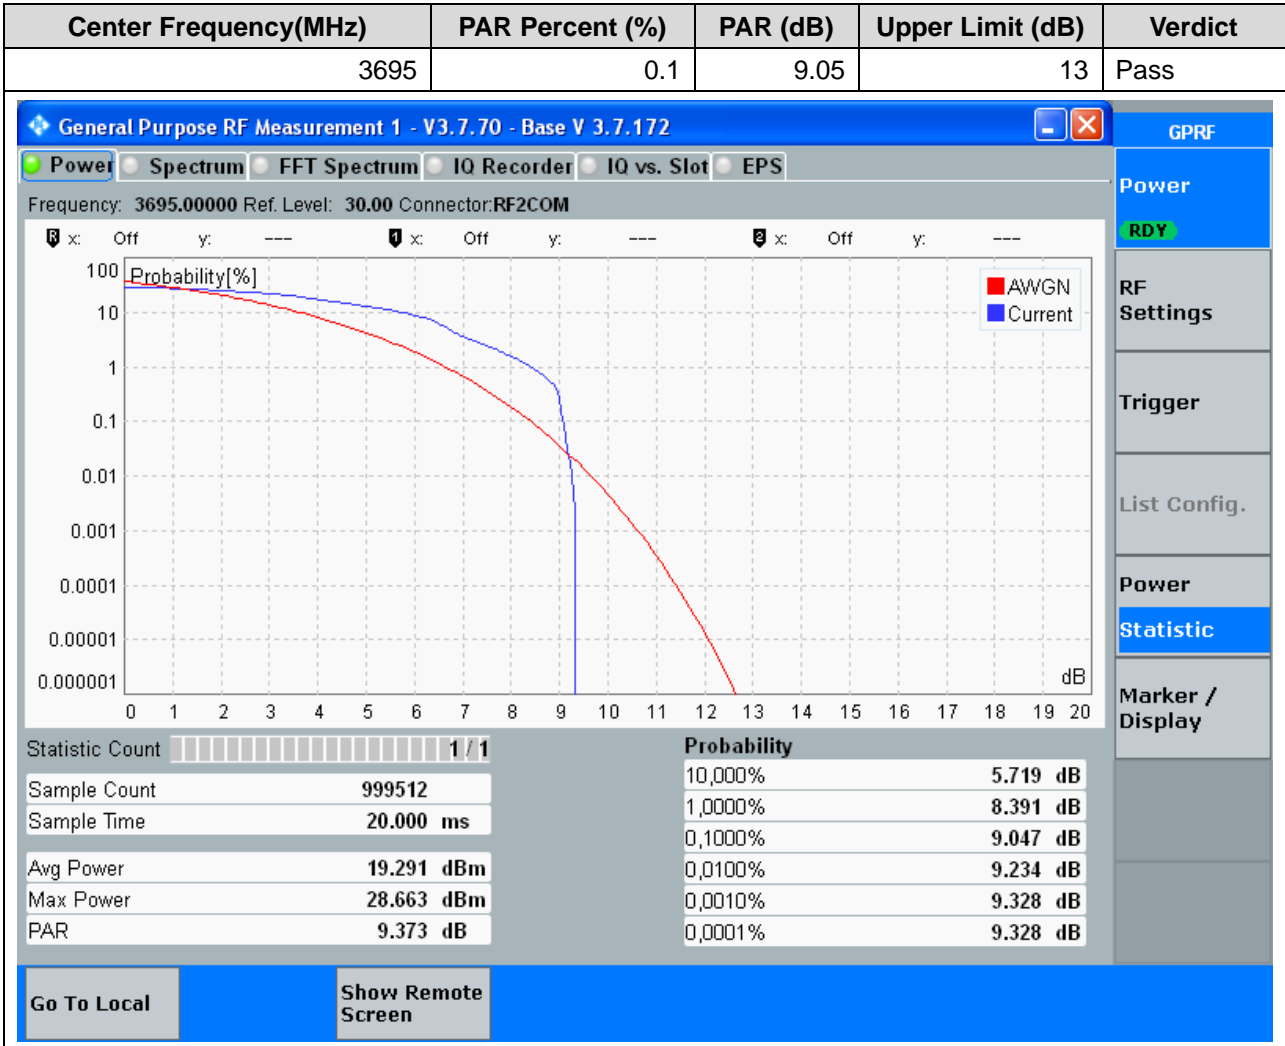 Center Frequency(MHz) PAR Percent (%) PAR (dB) Upper Limit (dB) Verdict
3695 0.1 9.05 13 Pass
General Purpose RF Measurement 1 - V3.7.70 - Base V 3.7.172
GPRF
Power Spectrum FFT Spectrum IQ Recorder IQ vs. Slot EPS
Frequency: 3695.00000 Ref. Level: 30.00 Connector:RF2COM
R x: Off y: --- 1 x: Off y: --- 2 x: Off y: ---
Probability[%]
100
10
1
0.1
0.01
0.001
0.0001
0.00001
0.000001
AWGN
Current
dB
0 1 2 3 4 5 6 7 8 9 10 11 12 13 14 15 16 17 18 19 20
Statistic Count 1 / 1
Sample Count 999512
Sample Time 20.000 ms
Avg Power 19.291 dBm
Max Power 28.663 dBm
PAR 9.373 dB
Probability
10,000% 5.719 dB
1,0000% 8.391 dB
0,1000% 9.047 dB
0,0100% 9.234 dB
0,0010% 9.328 dB
0,0001% 9.328 dB
Power
RDY
RF
Settings
Trigger
List Config.
Power
Statistic
Marker /
Display
Go To Local
Show Remote
Screen